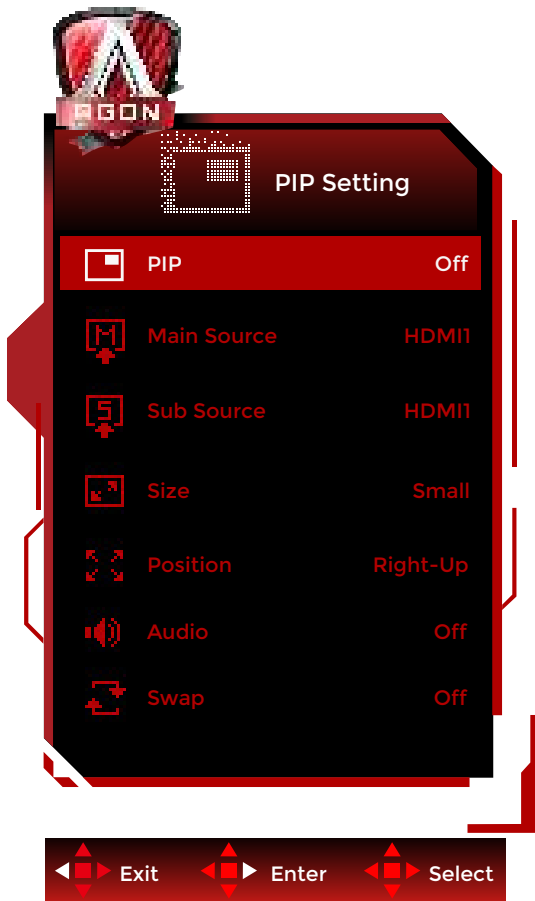 AGON
PIP Setting
PIP Off
Main Source HDMI1
Sub Source HDMI1
Size Small
Position Right-Up
Audio Off
Swap Off
Exit Enter Select